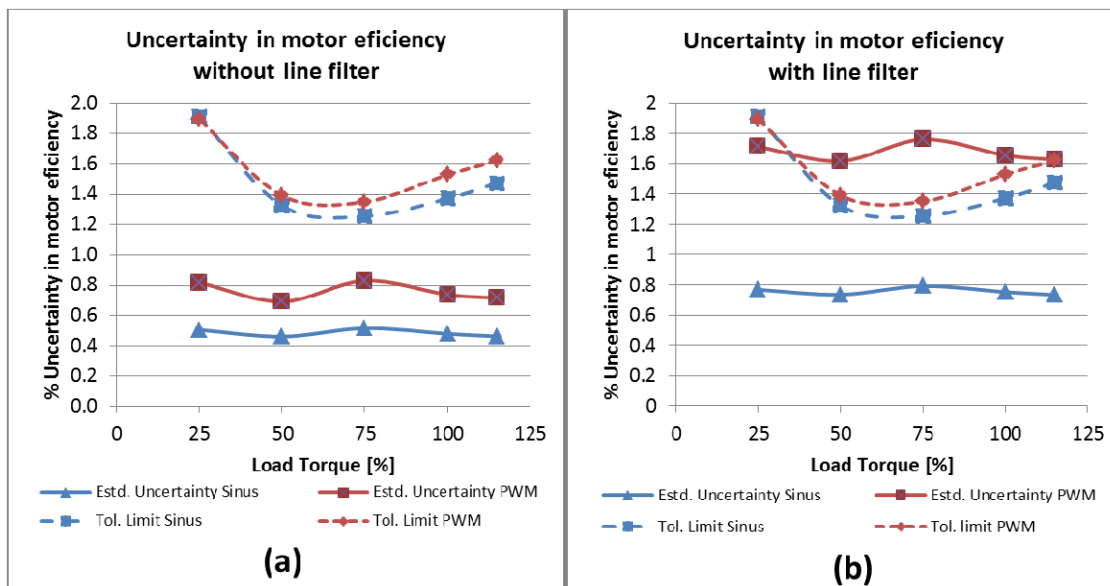 Uncertainty in motor eficiency
without line filter
% Uncertainty in motor eficiency
2.0
1.8
1.6
1.4
1.2
1.0
0.8
0.6
0.4
0.2
0.0
0 25 50 75 100 125
Load Torque [%]
Estd. Uncertainty Sinus Estd. Uncertainty PWM
Tol. Limit Sinus Tol. Limit PWM
(a)
Uncertainty in motor eficiency
with line filter
% Uncertainty in motor eficiency
2
1.8
1.6
1.4
1.2
1
0.8
0.6
0.4
0.2
0
0 25 50 75 100 125
Load Torque [%]
Estd. Uncertainty Sinus Estd. Uncertainty PWM
Tol. Limit Sinus Tol. limit PWM
(b)